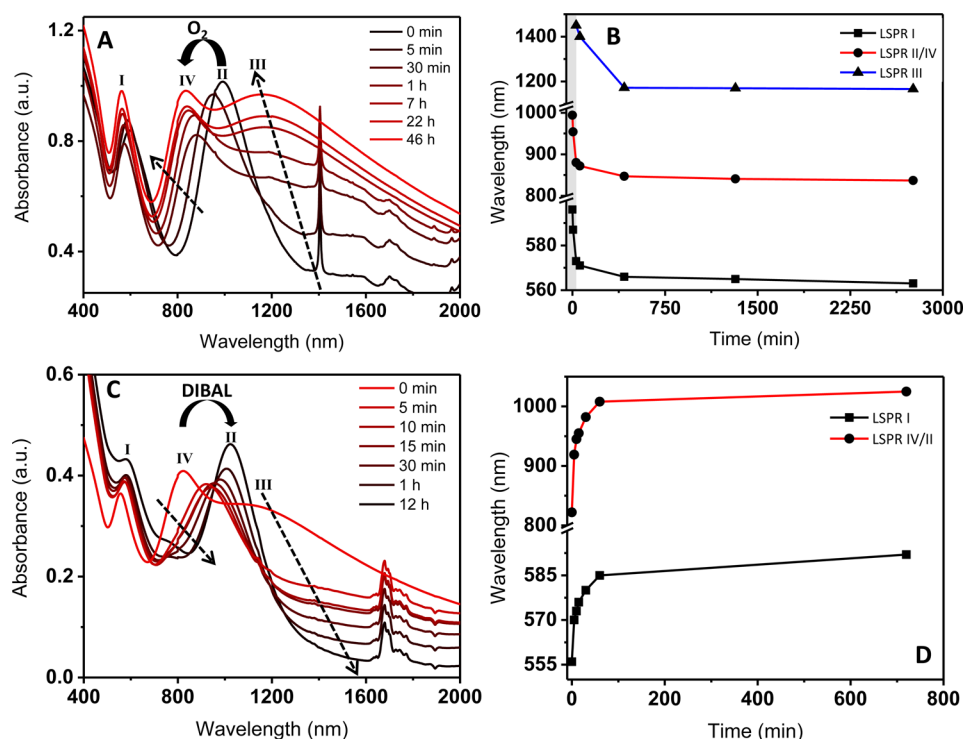 A
O2
I
IV
II
III
0 min
5 min
30 min
1 h
7 h
22 h
46 h
1.2
0.8
0.4
400
800
1200
1600
2000
Absorbance (a.u.)
Wavelength (nm)
B
LSPR I
LSPR II/IV
LSPR III
1400
1200
1000
900
800
580
570
560
0
750
1500
2250
3000
Wavelength (nm)
Time (min)
C
DIBAL
I
IV
II
III
0 min
5 min
10 min
15 min
30 min
1 h
12 h
0.6
0.4
0.2
0.0
400
800
1200
1600
2000
Absorbance (a.u.)
Wavelength (nm)
LSPR I
LSPR IV/II
D
1000
900
800
585
570
555
0
200
400
600
800
Wavelength (nm)
Time (min)